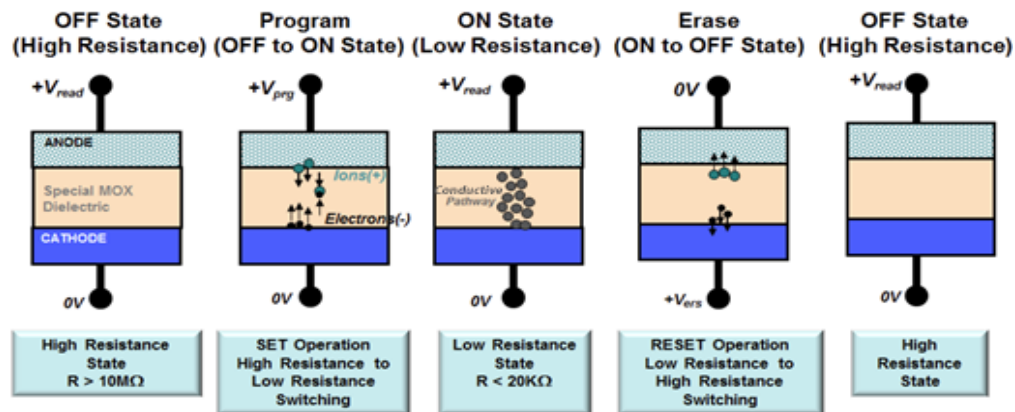 OFF State
(High Resistance)
Program
(OFF to ON State)
ON State
(Low Resistance)
Erase
(ON to OFF State)
OFF State
(High Resistance)
+Vread
ANODE
Special MOX
Dielectric
CATHODE
0V
+Vprg
Ions(+)
Electrons(-)
0V
+Vread
Conductive
Pathway
0V
0V
+Vers
+Vread
0V
High Resistance
State
R > 10MΩ
SET Operation
High Resistance to
Low Resistance
Switching
Low Resistance
State
R < 20KΩ
RESET Operation
Low Resistance to
High Resistance
Switching
High
Resistance
State